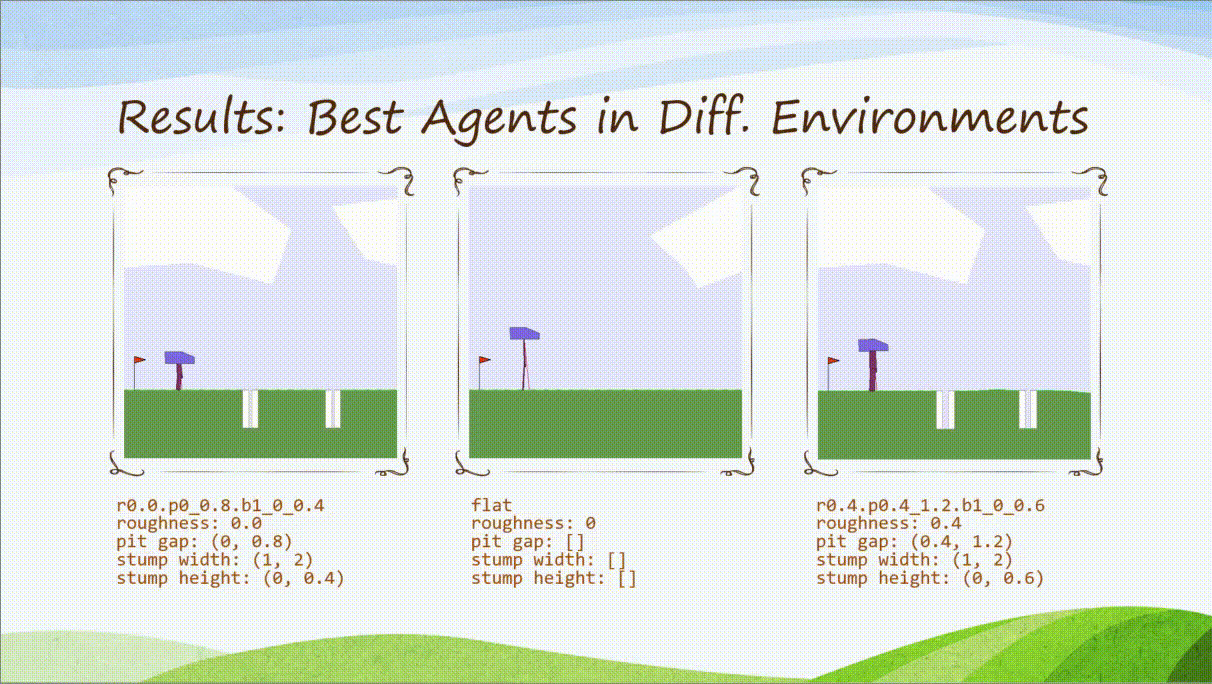 Results: Best Agents in Diff. Environments
r0.0.p0_0.8.b1_0_0.4
roughness: 0.0
pit gap: (0, 0.8)
stump width: (1, 2)
stump height: (0, 0.4)
flat
roughness: 0
pit gap: []
stump width: []
stump height: []
r0.4.p0.4_1.2.b1_0_0.6
roughness: 0.4
pit gap: (0.4, 1.2)
stump width: (1, 2)
stump height: (0, 0.6)